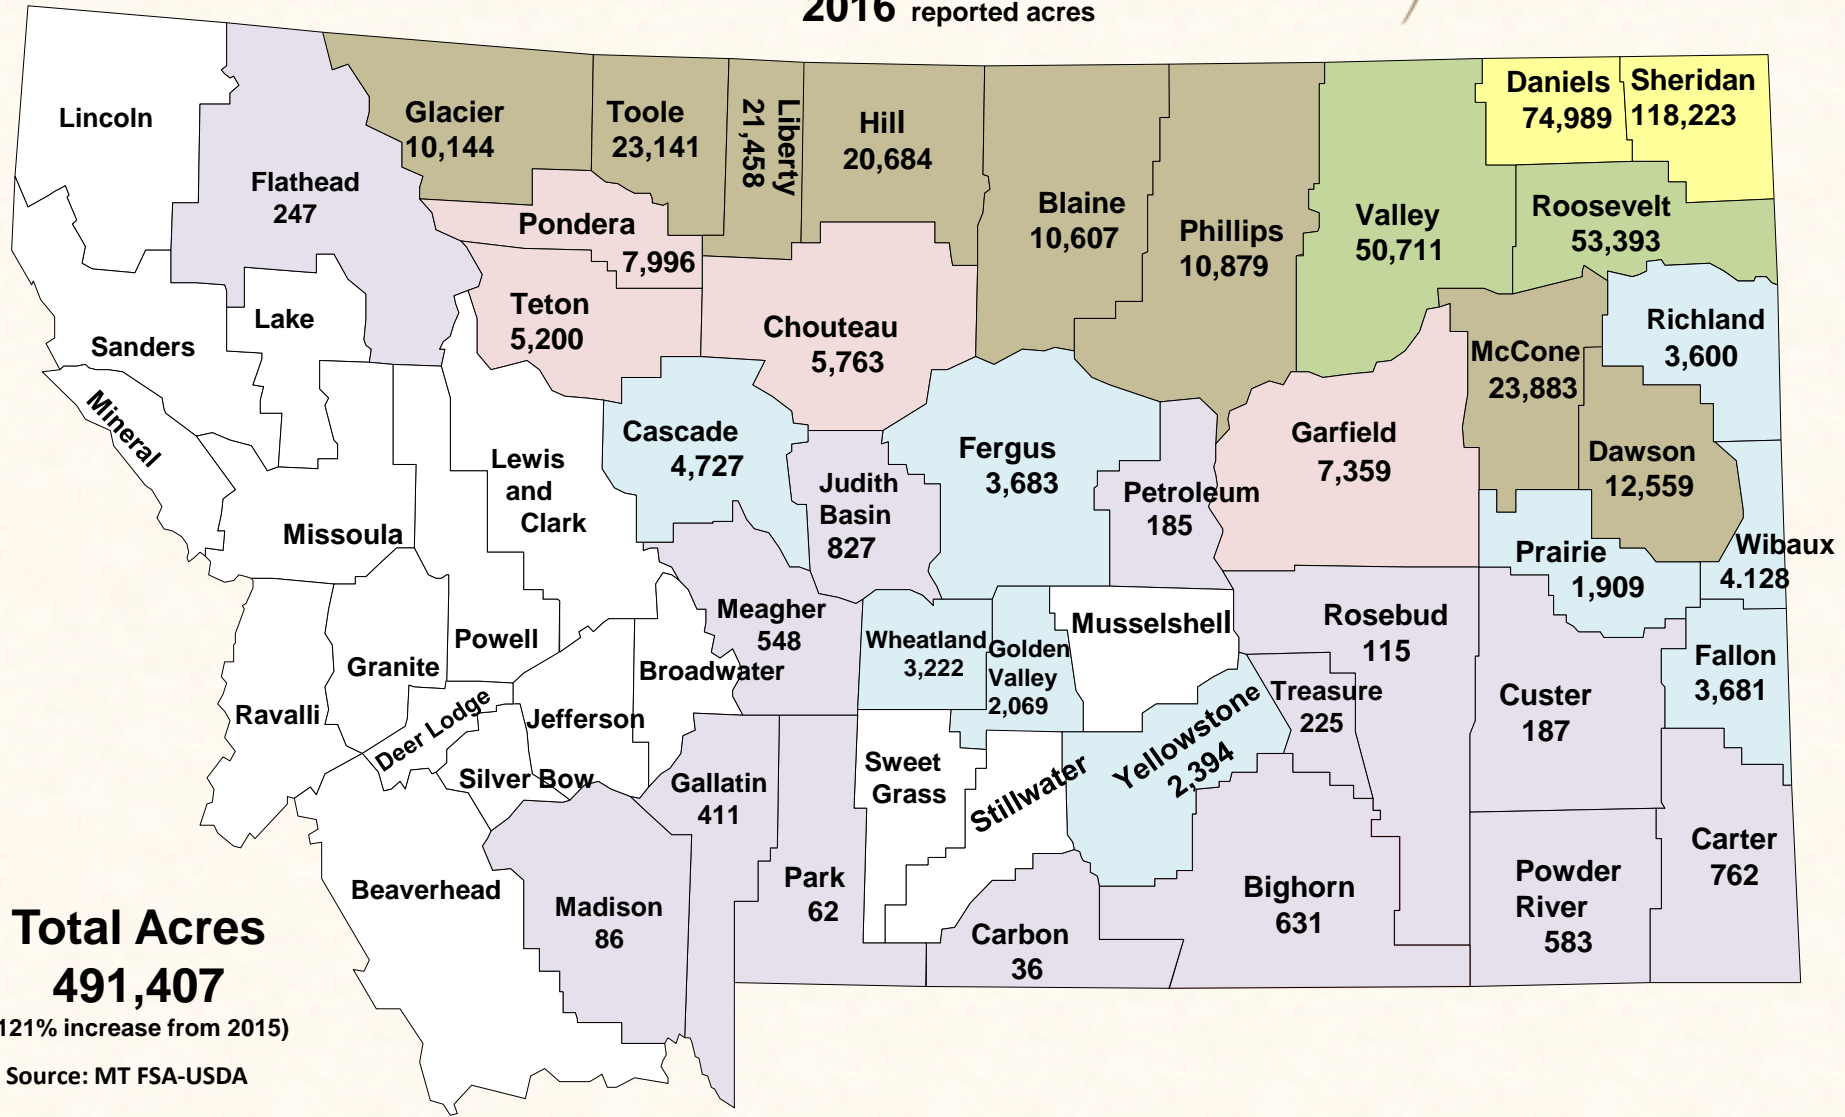 2016 reported acres
Lincoln
Flathead
247
Glacier
10,144
Toole
23,141
Liberty
21,458
Hill
20,684
Blaine
10,607
Phillips
10,879
Valley
50,711
Daniels
74,989
Sheridan
118,223
Roosevelt
53,393
Pondera
7,996
Teton
5,200
Chouteau
5,763
Sanders
Lake
Mineral
Missoula
Lewis
and
Clark
Cascade
4,727
Judith
Basin
827
Fergus
3,683
Petroleum
185
Garfield
7,359
McCone
23,883
Richland
3,600
Dawson
12,559
Prairie
1,909
Wibaux
4.128
Meagher
548
Wheatland
3,222
Golden
Valley
2,069
Musselshell
Rosebud
115
Treasure
225
Custer
187
Fallon
3,681
Powell
Granite
Ravalli
Deer Lodge
Silver Bow
Jefferson
Broadwater
Gallatin
411
Sweet
Grass
Stillwater
Yellowstone
2,394
Beaverhead
Madison
86
Park
62
Carbon
36
Bighorn
631
Powder
River
583
Carter
762
Total Acres
491,407
121% increase from 2015)
Source: MT FSA-USDA